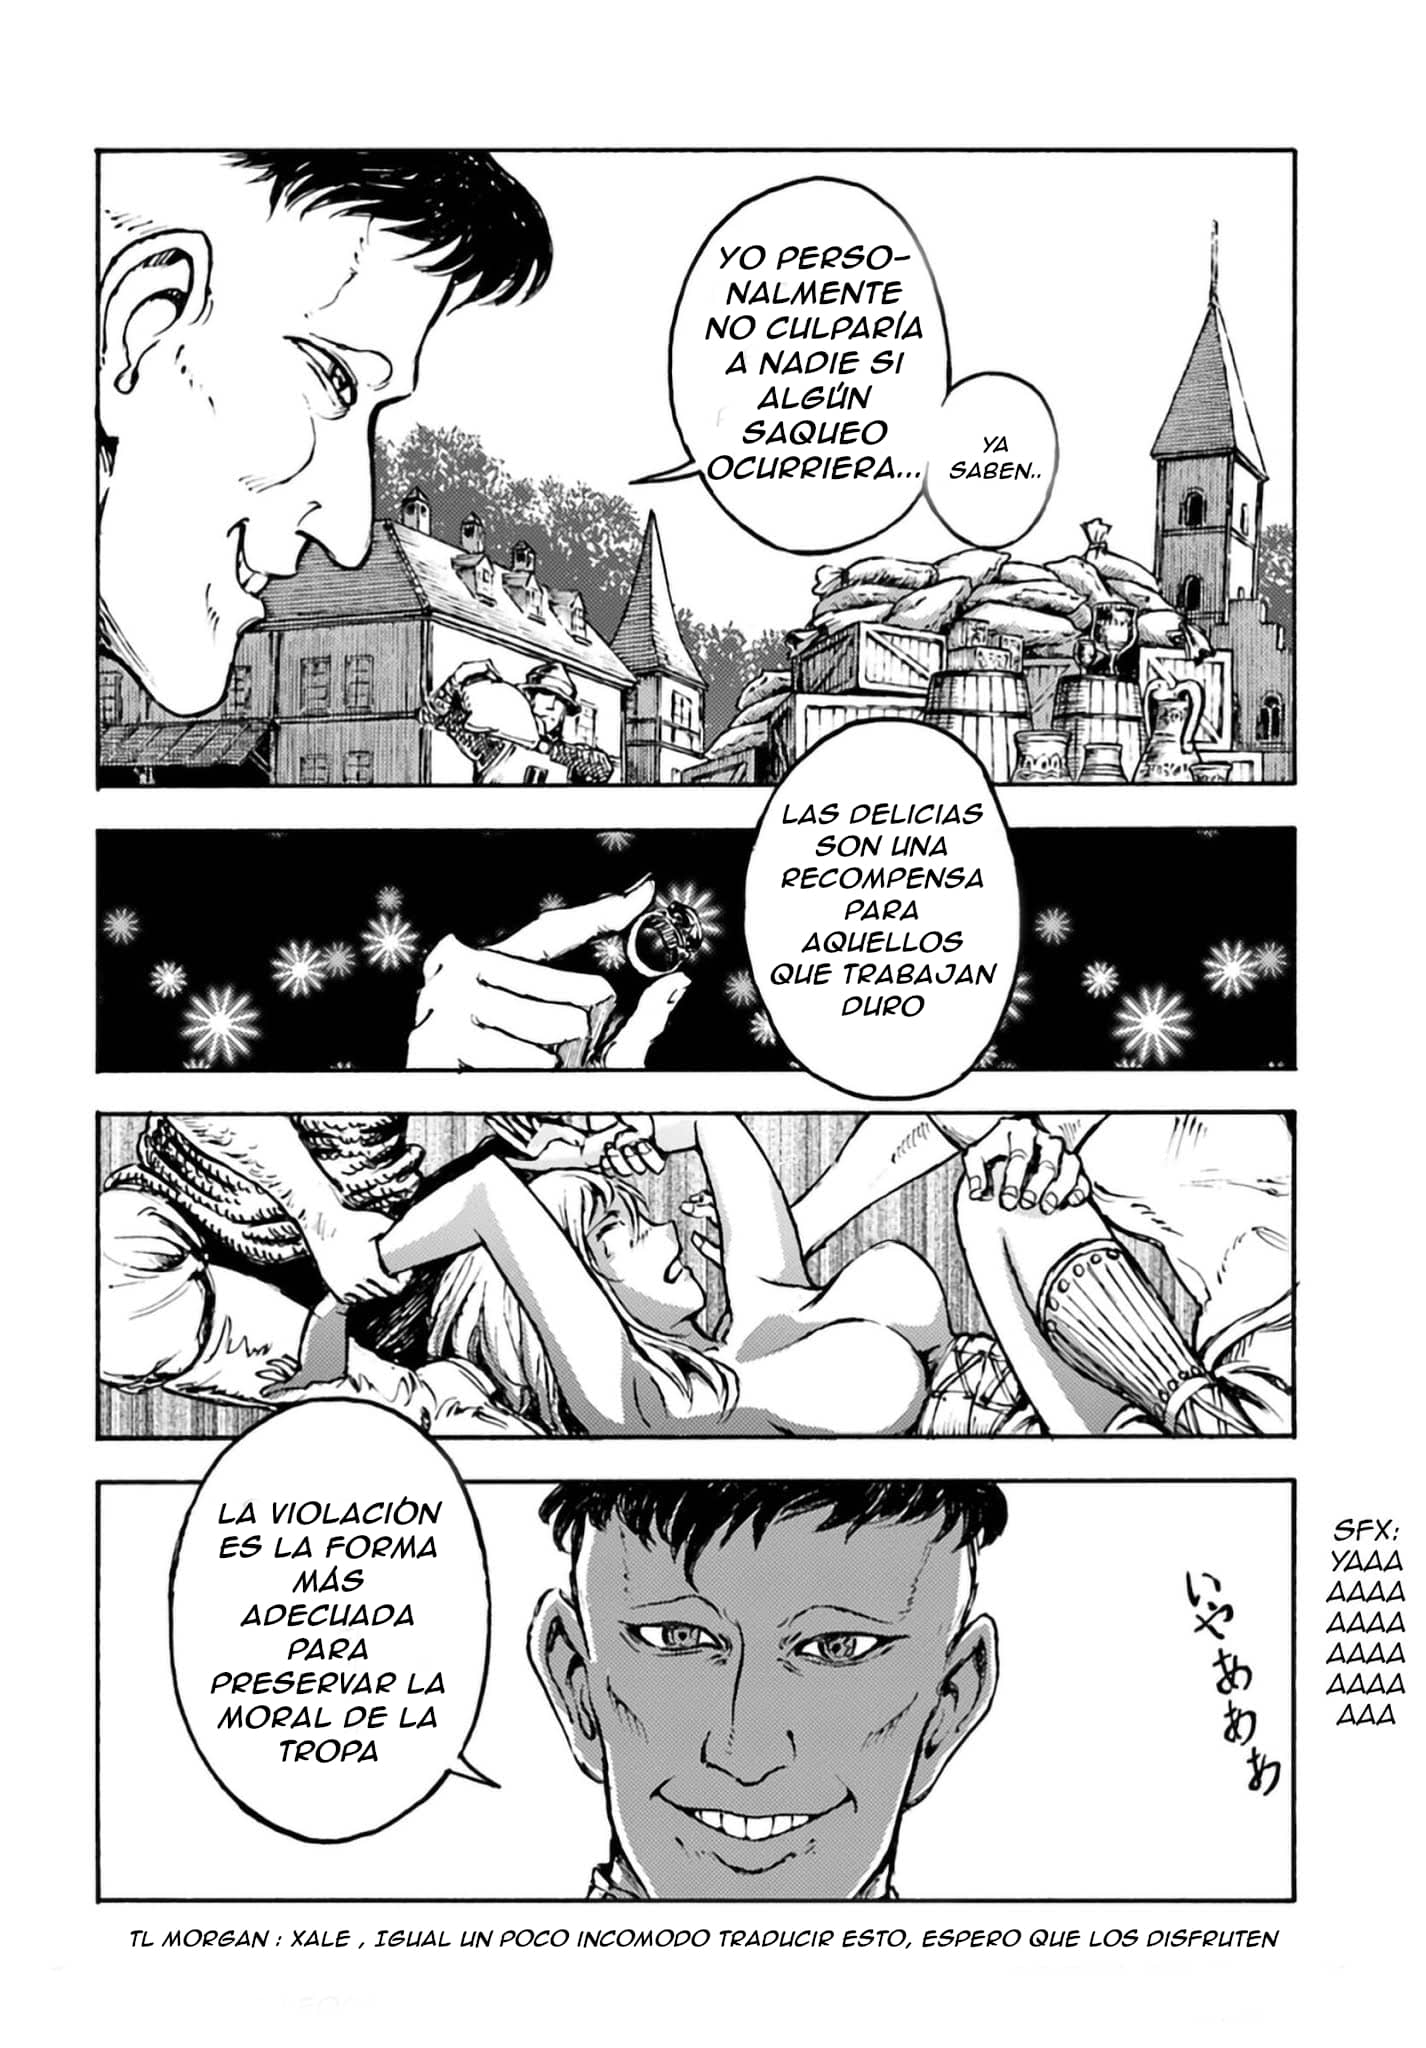 YO PERSO-
NALMENTE
NO CULPARÍA
A NADIE SI
ALGÚN
SAQUEO
OCURRIERA...
YA
SABEN..
LAS DELICIAS
SON UNA
RECOMPENSA
PARA
AQUELLOS
QUE TRABAJAN
DURO
LA VIOLACIÓN
ES LA FORMA
MÁS
ADECUADA
PARA
PRESERVAR LA
MORAL DE LA
TROPA
いやあああ
SFX:
YAAA
AAAA
AAAA
AAAA
AAAA
AAA
TL MORGAN : XALE , IGUAL UN POCO INCOMODO TRADUCIR ESTO, ESPERO QUE LOS DISFRUTEN